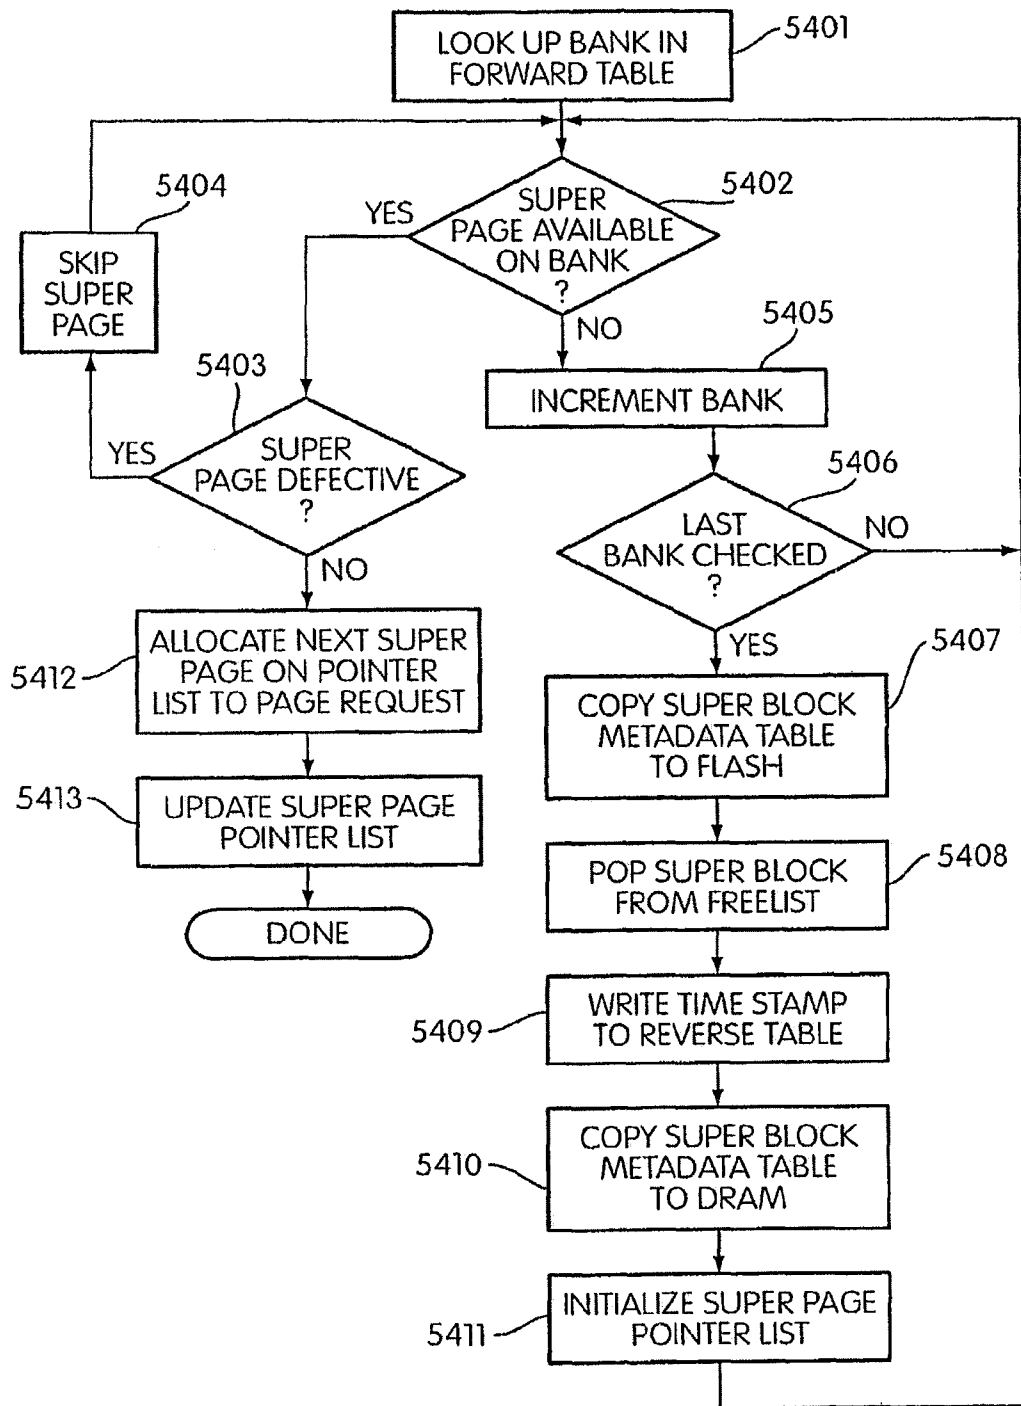 LOOK UP BANK IN
FORWARD TABLE
5401
5404
SKIP
SUPER
PAGE
YES
SUPER
PAGE AVAILABLE
ON BANK
?
5402
NO
5405
INCREMENT BANK
5403
YES
SUPER
PAGE DEFECTIVE
?
NO
5406
LAST
BANK CHECKED
?
NO
YES
5412
ALLOCATE NEXT SUPER
PAGE ON POINTER
LIST TO PAGE REQUEST
5407
COPY SUPER BLOCK
METADATA TABLE
TO FLASH
5413
UPDATE SUPER PAGE
POINTER LIST
DONE
5408
POP SUPER BLOCK
FROM FREELIST
5409
WRITE TIME STAMP
TO REVERSE TABLE
5410
COPY SUPER BLOCK
METADATA TABLE
TO DRAM
5411
INITIALIZE SUPER PAGE
POINTER LIST